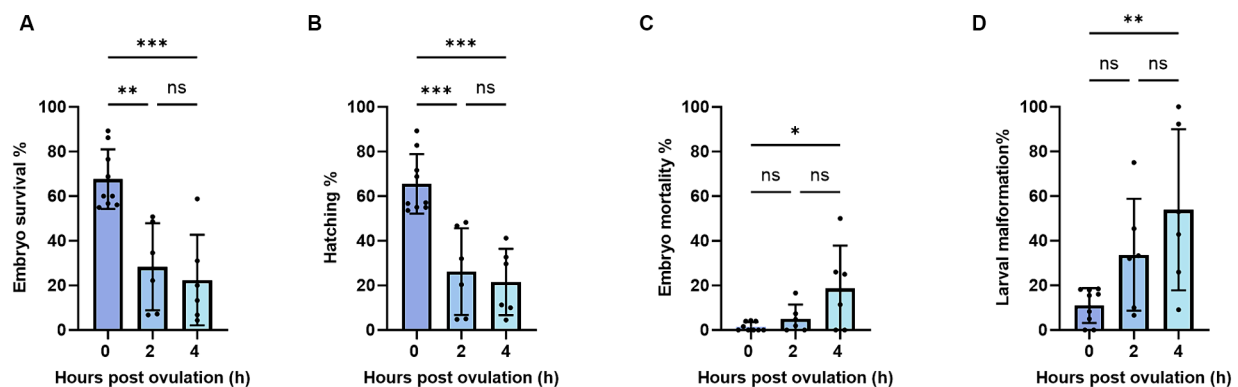 A
***
**
ns
100
80
60
40
20
0
Embryo survival %
0 2 4
Hours post ovulation (h)
B
***
***
ns
100
80
60
40
20
0
Hatching %
0 2 4
Hours post ovulation (h)
C
*
ns
ns
100
80
60
40
20
0
Embryo mortality %
0 2 4
Hours post ovulation (h)
D
**
ns
ns
100
80
60
40
20
0
Larval malformation%
0 2 4
Hours post ovulation (h)